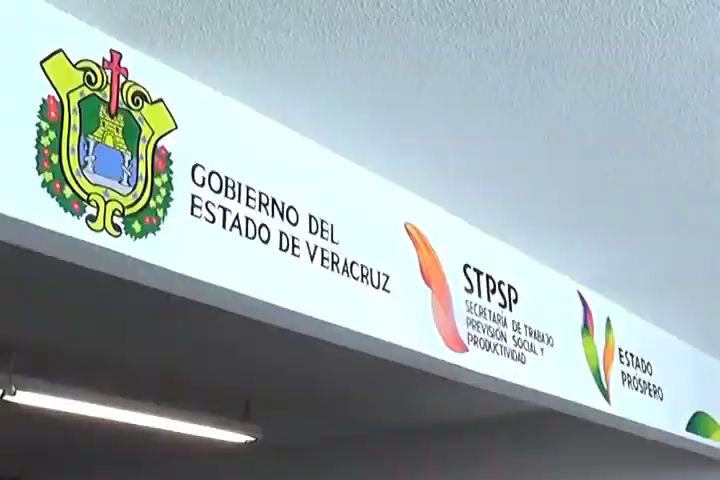 GOBIERNO DEL
ESTADO DE VERACRUZ
STPSP
SECRETARÍA DE TRABAJO
PREVISIÓN SOCIAL Y
PRODUCTIVIDAD
ESTADO
PRÓSPERO